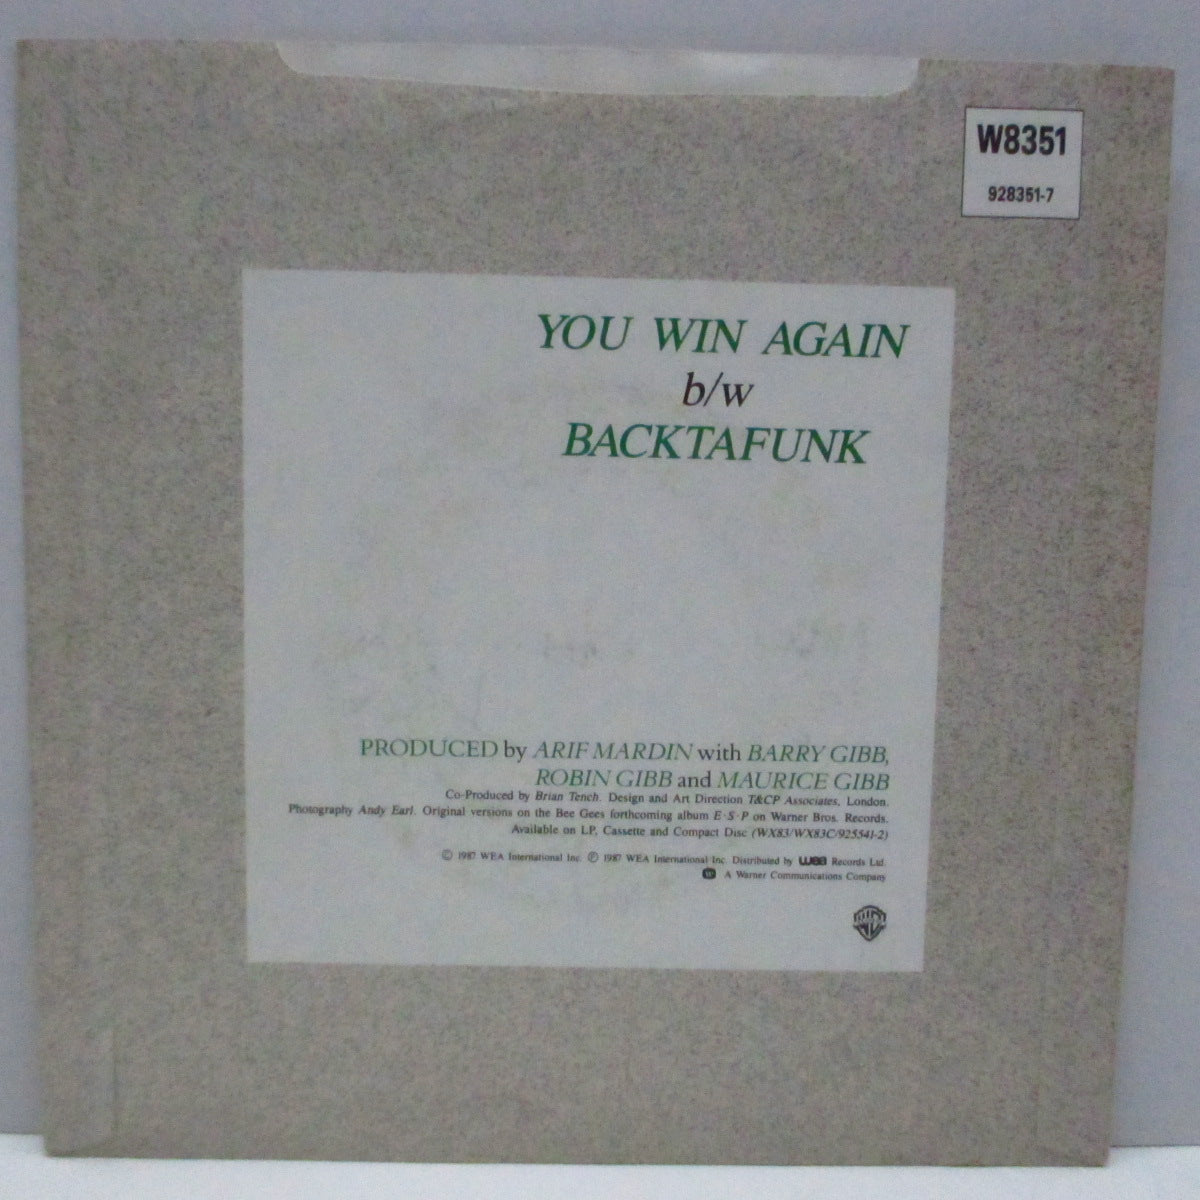 W8351
928351-7
YOU WIN AGAIN
b/w
BACKTAFUNK
PRODUCED by ARIF MARDIN with BARRY GIBB,
ROBIN GIBB and MAURICE GIBB
Co-Produced by Brian Tench. Design and Art Direction T&CP Associates, London.
Photography Andy Earl. Original versions on the Bee Gees forthcoming album E·S·P on Warner Bros. Records.
Available on LP, Cassette and Compact Disc (WX83/WX83C/925541-2)
© 1987 WEA International Inc. ℗ 1987 WEA International Inc. Distributed by wea Records Ltd.
A Warner Communications Company